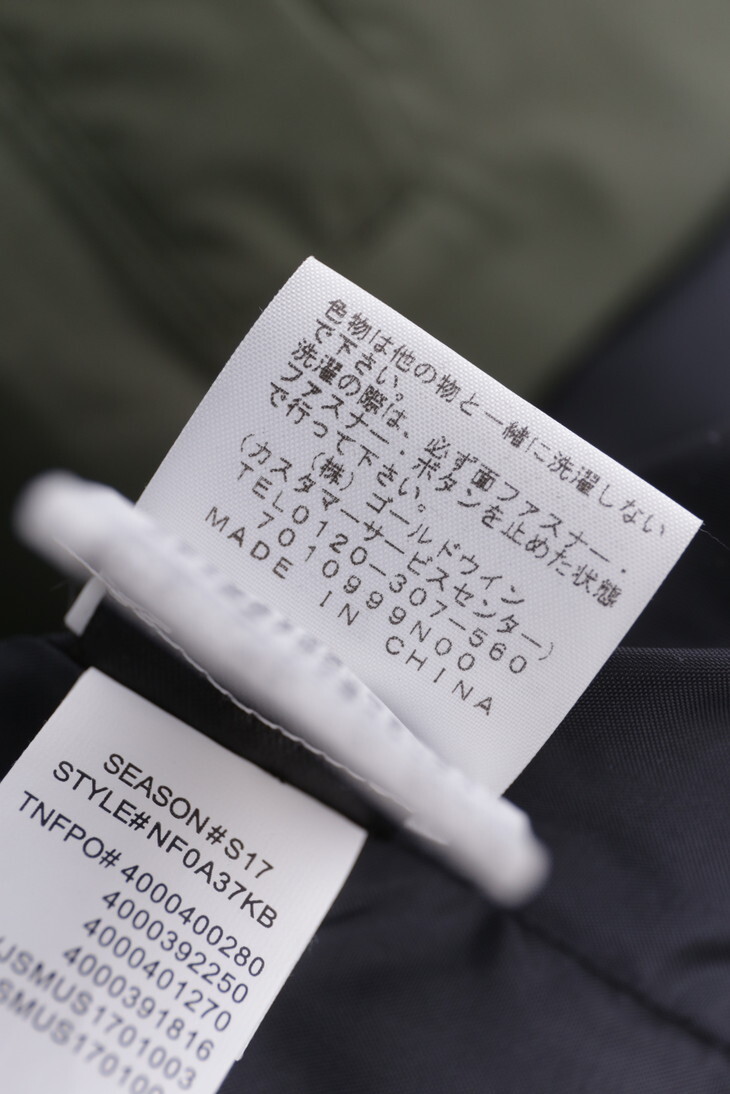 色物は他の物と一緒に洗濯しない
で下さい。
洗濯の際は、必ず面ファスナー・
ファスナー・ボタンを止めた状態
で行って下さい。
(株)ゴールドウイン
(カスタマーサービスセンター)
TEL0120-307-560
7010999N00
MADE IN CHINA
SEASON#S17
STYLE#NF0A37KB
TNFPO#4000400280
4000392250
4000401270
4000391816
JSMUS1701003